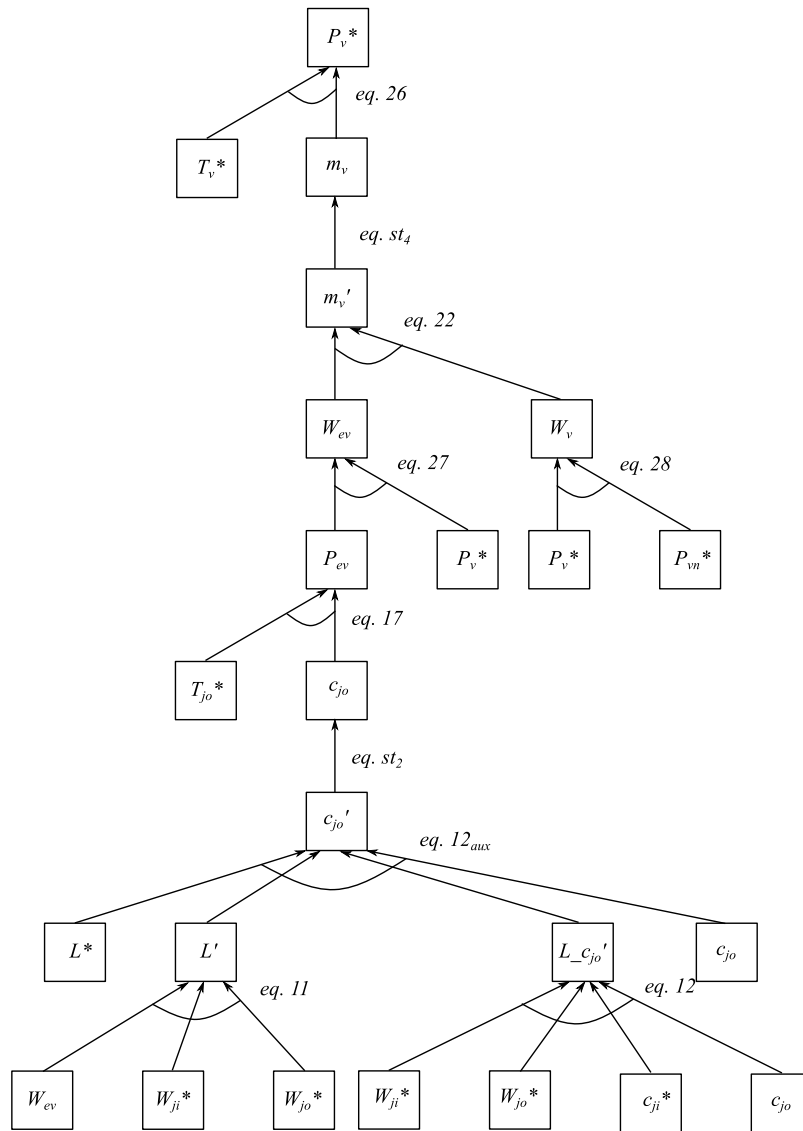 P_v*
eq. 26
T_v* m_v
eq. st_4
m_v'
eq. 22
W_ev W_v
eq. 27 eq. 28
P_ev P_v* P_v* P_vn*
eq. 17
T_jo* c_jo
eq. st_2
c_jo'
eq. 12_aux
L* L' L_c_jo' c_jo
eq. 11 eq. 12
W_ev W_ji* W_jo* W_ji* W_jo* c_ji* c_jo